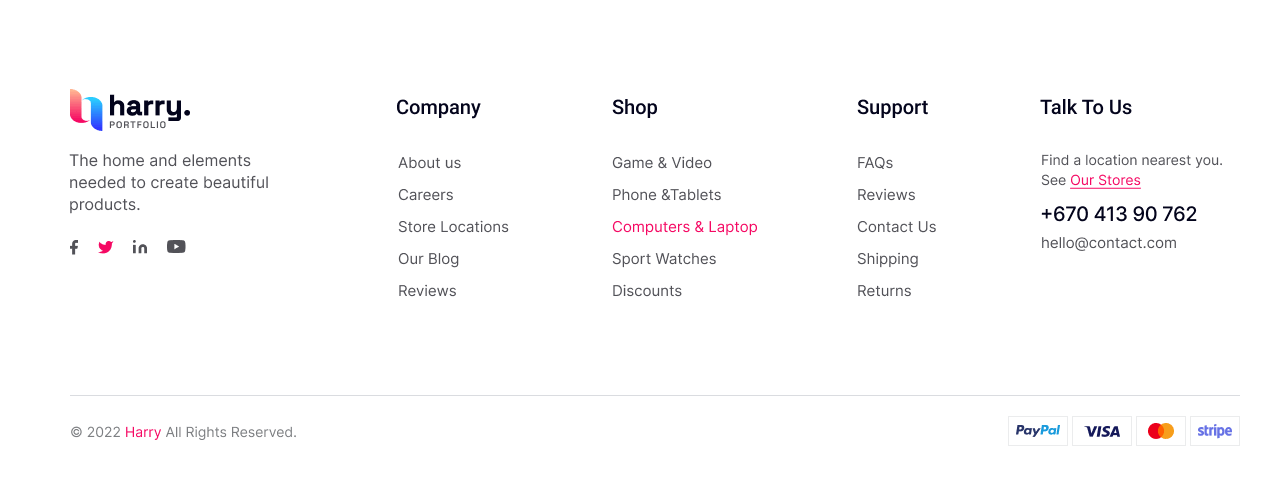 harry.
PORTFOLIO
The home and elements
needed to create beautiful
products.
Company
About us
Careers
Store Locations
Our Blog
Reviews
Shop
Game & Video
Phone &Tablets
Computers & Laptop
Sport Watches
Discounts
Support
FAQs
Reviews
Contact Us
Shipping
Returns
Talk To Us
Find a location nearest you.
See Our Stores
+670 413 90 762
hello@contact.com
© 2022 Harry All Rights Reserved.
PayPal
VISA
stripe